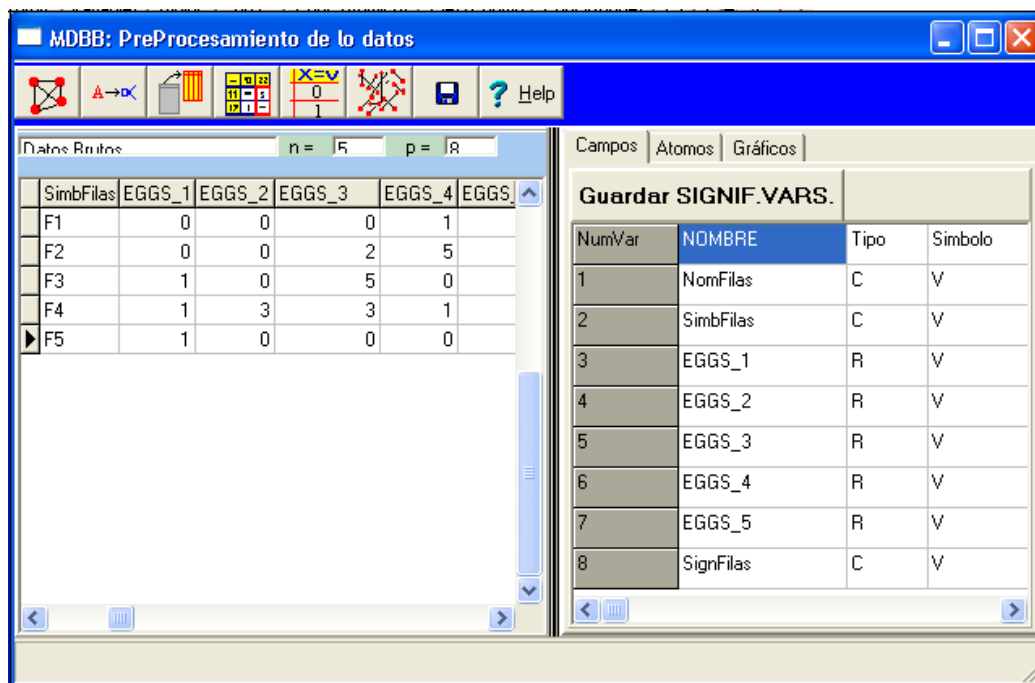 MDBB: PreProcesamiento de lo datos
A→α
X=v
0
1
? Help
Datos Brutos n = 5 p = 8
SimbFilas EGGS_1 EGGS_2 EGGS_3 EGGS_4 EGGS_
F1 0 0 0 1
F2 0 0 2 5
F3 1 0 5 0
F4 1 3 3 1
F5 1 0 0 0
Campos Atomos Gráficos
Guardar SIGNIF.VARS.
NumVar NOMBRE Tipo Simbolo
1 NomFilas C V
2 SimbFilas C V
3 EGGS_1 R V
4 EGGS_2 R V
5 EGGS_3 R V
6 EGGS_4 R V
7 EGGS_5 R V
8 SignFilas C V